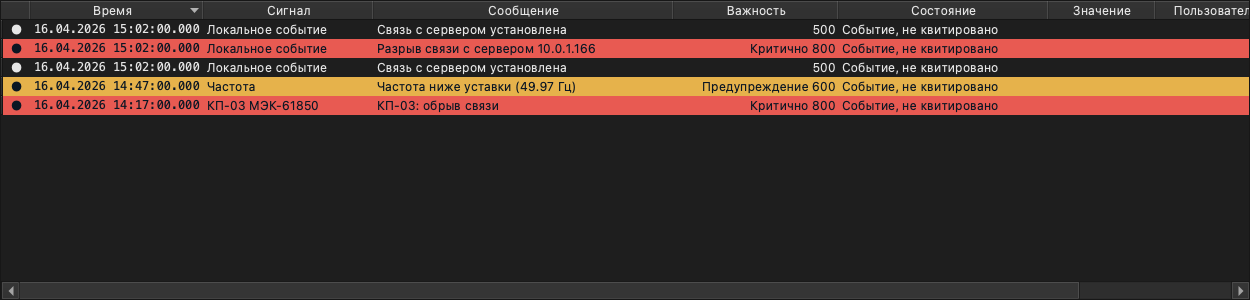 Время Сигнал Сообщение Важность Состояние Значение Пользовател
16.04.2026 15:02:00.000 Локальное событие Связь с сервером установлена 500 Событие, не квитировано
16.04.2026 15:02:00.000 Локальное событие Разрыв связи с сервером 10.0.1.166 Критично 800 Событие, не квитировано
16.04.2026 15:02:00.000 Локальное событие Связь с сервером установлена 500 Событие, не квитировано
16.04.2026 14:47:00.000 Частота Частота ниже уставки (49.97 Гц) Предупреждение 600 Событие, не квитировано
16.04.2026 14:17:00.000 КП-03 МЭК-61850 КП-03: обрыв связи Критично 800 Событие, не квитировано